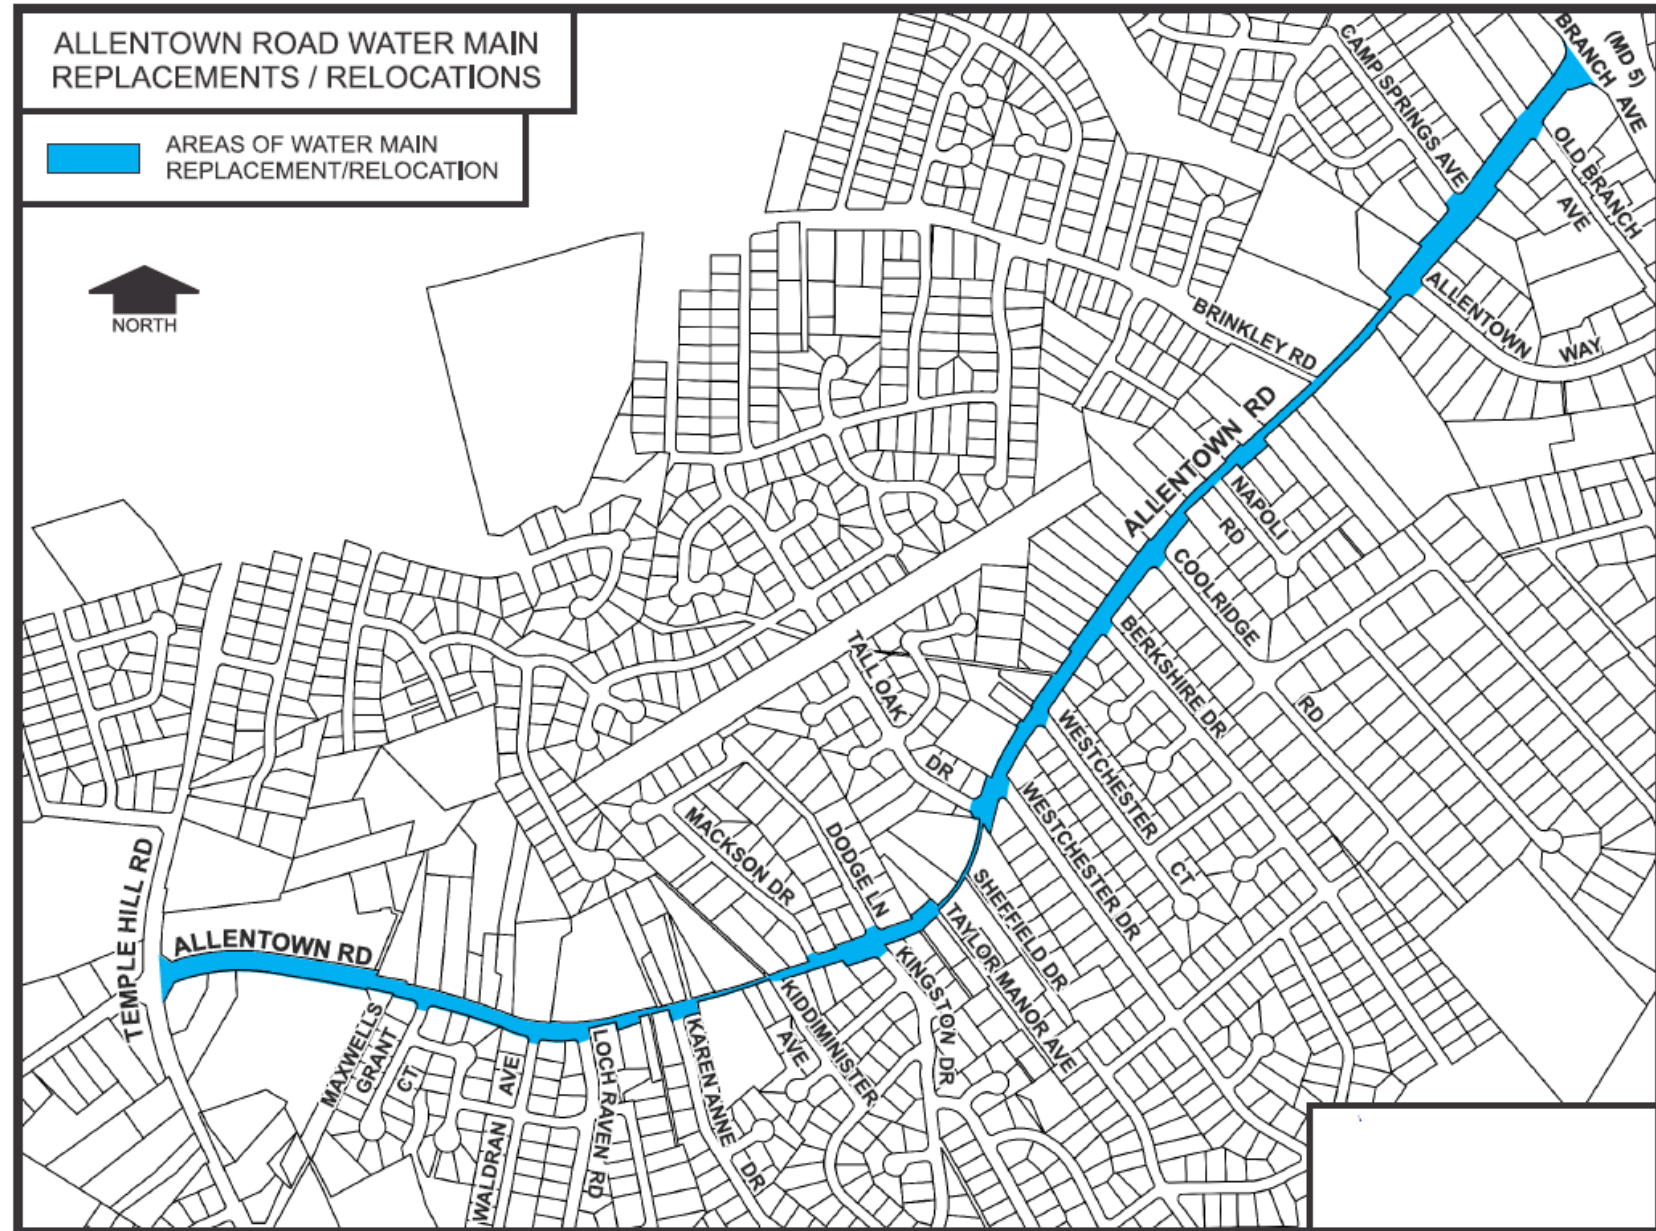 ALLENTOWN ROAD WATER MAIN
REPLACEMENTS / RELOCATIONS
AREAS OF WATER MAIN
REPLACEMENT/RELOCATION
NORTH
BRANCH AVE
(MD 5)
CAMP SPRINGS AVE
OLD BRANCH
AVE
ALLENTOWN
WAY
BRINKLEY RD
ALLENTOWN RD
NAPOLI
RD
COOLRIDGE
RD
BERKSHIRE DR
TALL OAK
DR
WESTCHESTER
CT
WESTCHESTER DR
MACKSON DR
DODGE LN
SHEFFIELD DR
TAYLOR MANOR AVE
KINGSTON DR
TEMPLE HILL RD
ALLENTOWN RD
KIDDIMINISTER
AVE
MAXWELLS
GRANT
CT
WALDRAN AVE
LOCH RAVEN RD
KAREN ANNE
DR